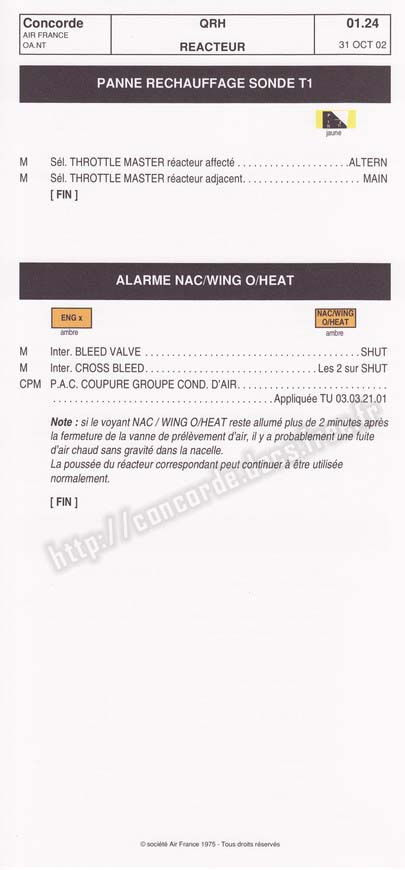 Concorde QRH 01.24
AIR FRANCE
OA.NT REACTEUR 31 OCT 02
PANNE RECHAUFFAGE SONDE T1
jaune
M Sél. THROTTLE MASTER réacteur affecté . . . . . . . . . . . . . . . . . . . . .ALTERN
M Sél. THROTTLE MASTER réacteur adjacent. . . . . . . . . . . . . . . . . . . . . MAIN
[ FIN ]
ALARME NAC/WING O/HEAT
ENG x NAC/WING
O/HEAT
ambre ambre
M Inter. BLEED VALVE . . . . . . . . . . . . . . . . . . . . . . . . . . . . . . . . . . . . . . .SHUT
M Inter. CROSS BLEED. . . . . . . . . . . . . . . . . . . . . . . . . . . . . . .Les 2 sur SHUT
CPM P.A.C. COUPURE GROUPE COND. D'AIR. . . . . . . . . . . . . . . . . . . . . . . . . . .
. . . . . . . . . . . . . . . . . . . . . . . . . . . . . . . . . . . . . . . .Appliquée TU 03.03.21.01
Note : si le voyant NAC / WING O/HEAT reste allumé plus de 2 minutes après
la fermeture de la vanne de prélèvement d'air, il y a probablement une fuite
d'air chaud sans gravité dans la nacelle.
La poussée du réacteur correspondant peut continuer à être utilisée
normalement.
[ FIN ]
http://concorde.docs.free.fr
© société Air France 1975 - Tous droits réservés